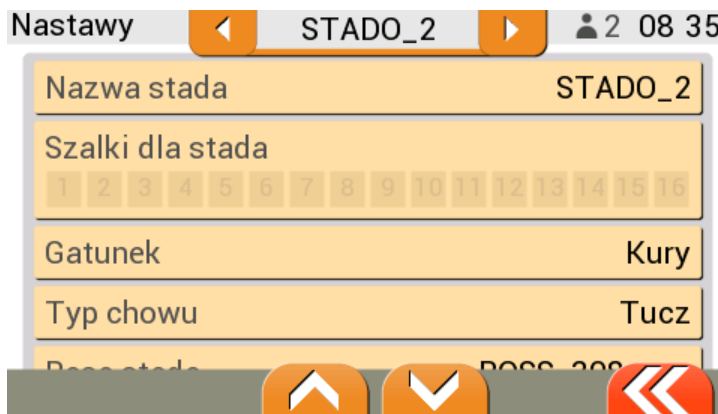 Nastawy STADO_2 2 08 35
Nazwa stada STADO_2
Szalki dla stada
1 2 3 4 5 6 7 8 9 10 11 12 13 14 15 16
Gatunek Kury
Typ chowu Tucz